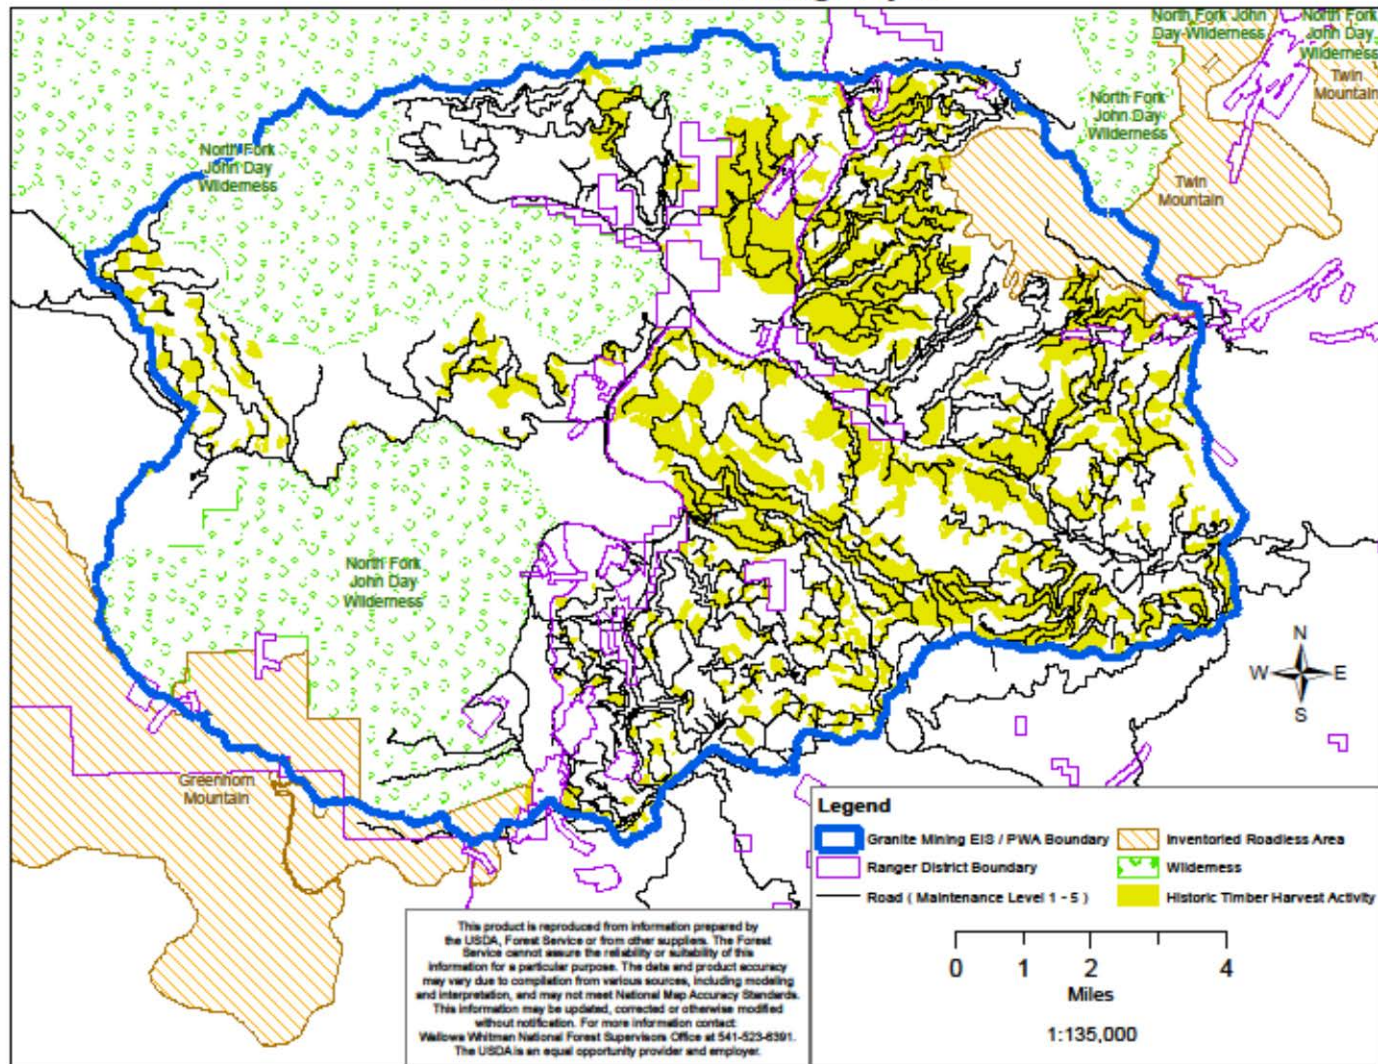 North Fork John
Day Wilderness
North Fork
John Day
Wilderness
Twin
Mountain
North Fork
John Day
Wilderness
North Fork
John Day
Wilderness
Twin
Mountain
North Fork
John Day
Wilderness
Greenhorn
Mountain
N
W
E
S
Legend
Granite Mining EIS / PWA Boundary
Ranger District Boundary
Road ( Maintenance Level 1 - 5 )
Inventoried Roadless Area
Wilderness
Historic Timber Harvest Activity
0 1 2 4
Miles
1:135,000
This product is reproduced from information prepared by
the USDA, Forest Service or from other suppliers. The Forest
Service cannot assure the reliability or suitability of this
information for a particular purpose. The data and product accuracy
may vary due to compilation from various sources, including modeling
and interpretation, and may not meet National Map Accuracy Standards.
This information may be updated, corrected or otherwise modified
without notification. For more information contact:
Wallowa Whitman National Forest Supervisors Office at 541-523-6391.
The USDA is an equal opportunity provider and employer.